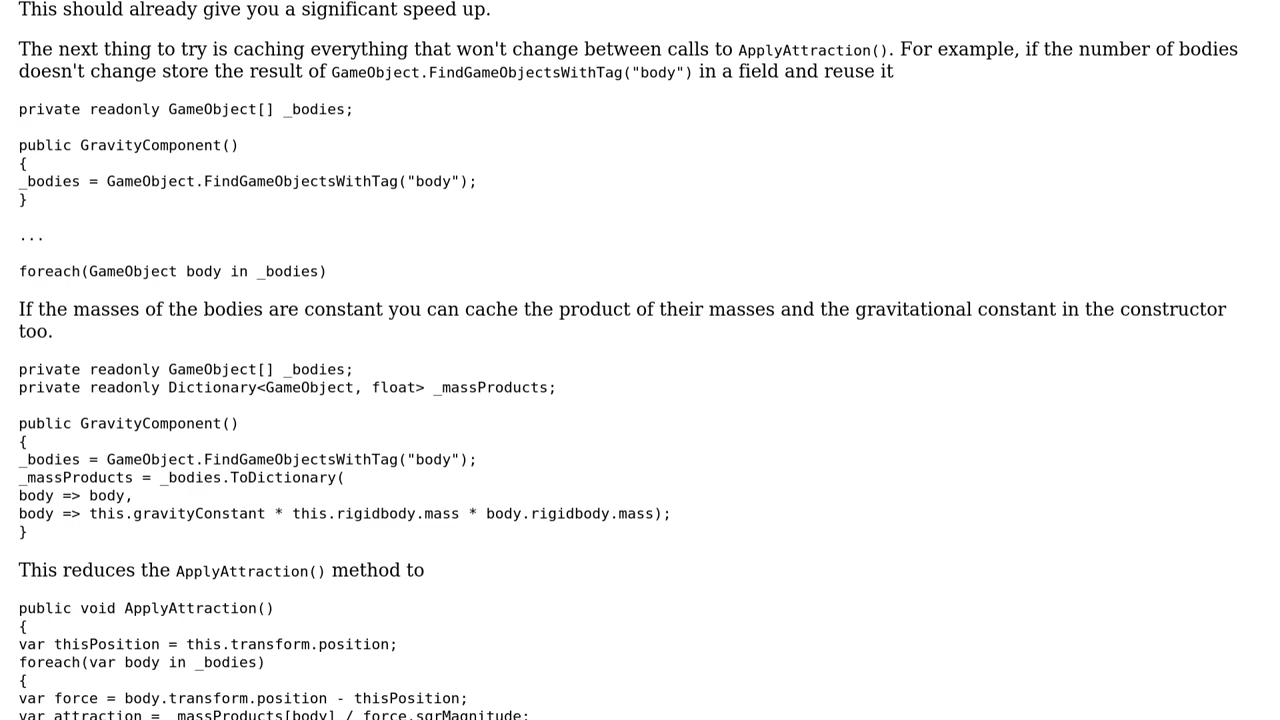 This should already give you a significant speed up.
The next thing to try is caching everything that won't change between calls to ApplyAttraction(). For example, if the number of bodies
doesn't change store the result of GameObject.FindGameObjectsWithTag("body") in a field and reuse it
private readonly GameObject[] _bodies;
public GravityComponent()
{
_bodies = GameObject.FindGameObjectsWithTag("body");
}
...
foreach(GameObject body in _bodies)
If the masses of the bodies are constant you can cache the product of their masses and the gravitational constant in the constructor
too.
private readonly GameObject[] _bodies;
private readonly Dictionary<GameObject, float> _massProducts;
public GravityComponent()
{
_bodies = GameObject.FindGameObjectsWithTag("body");
_massProducts = _bodies.ToDictionary(
body => body,
body => this.gravityConstant * this.rigidbody.mass * body.rigidbody.mass);
}
This reduces the ApplyAttraction() method to
public void ApplyAttraction()
{
var thisPosition = this.transform.position;
foreach(var body in _bodies)
{
var force = body.transform.position - thisPosition;
var attraction = _massProducts[body] / force.sqrMagnitude;